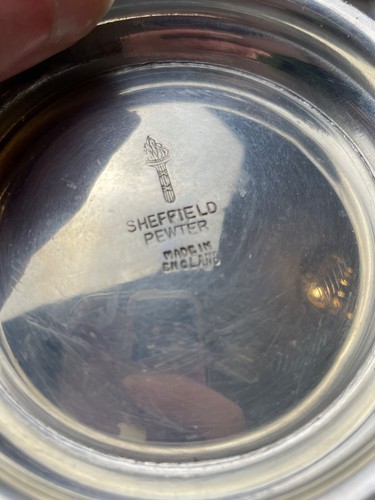 SHEFFIELD
PEWTER
MADE IN
ENGLAND